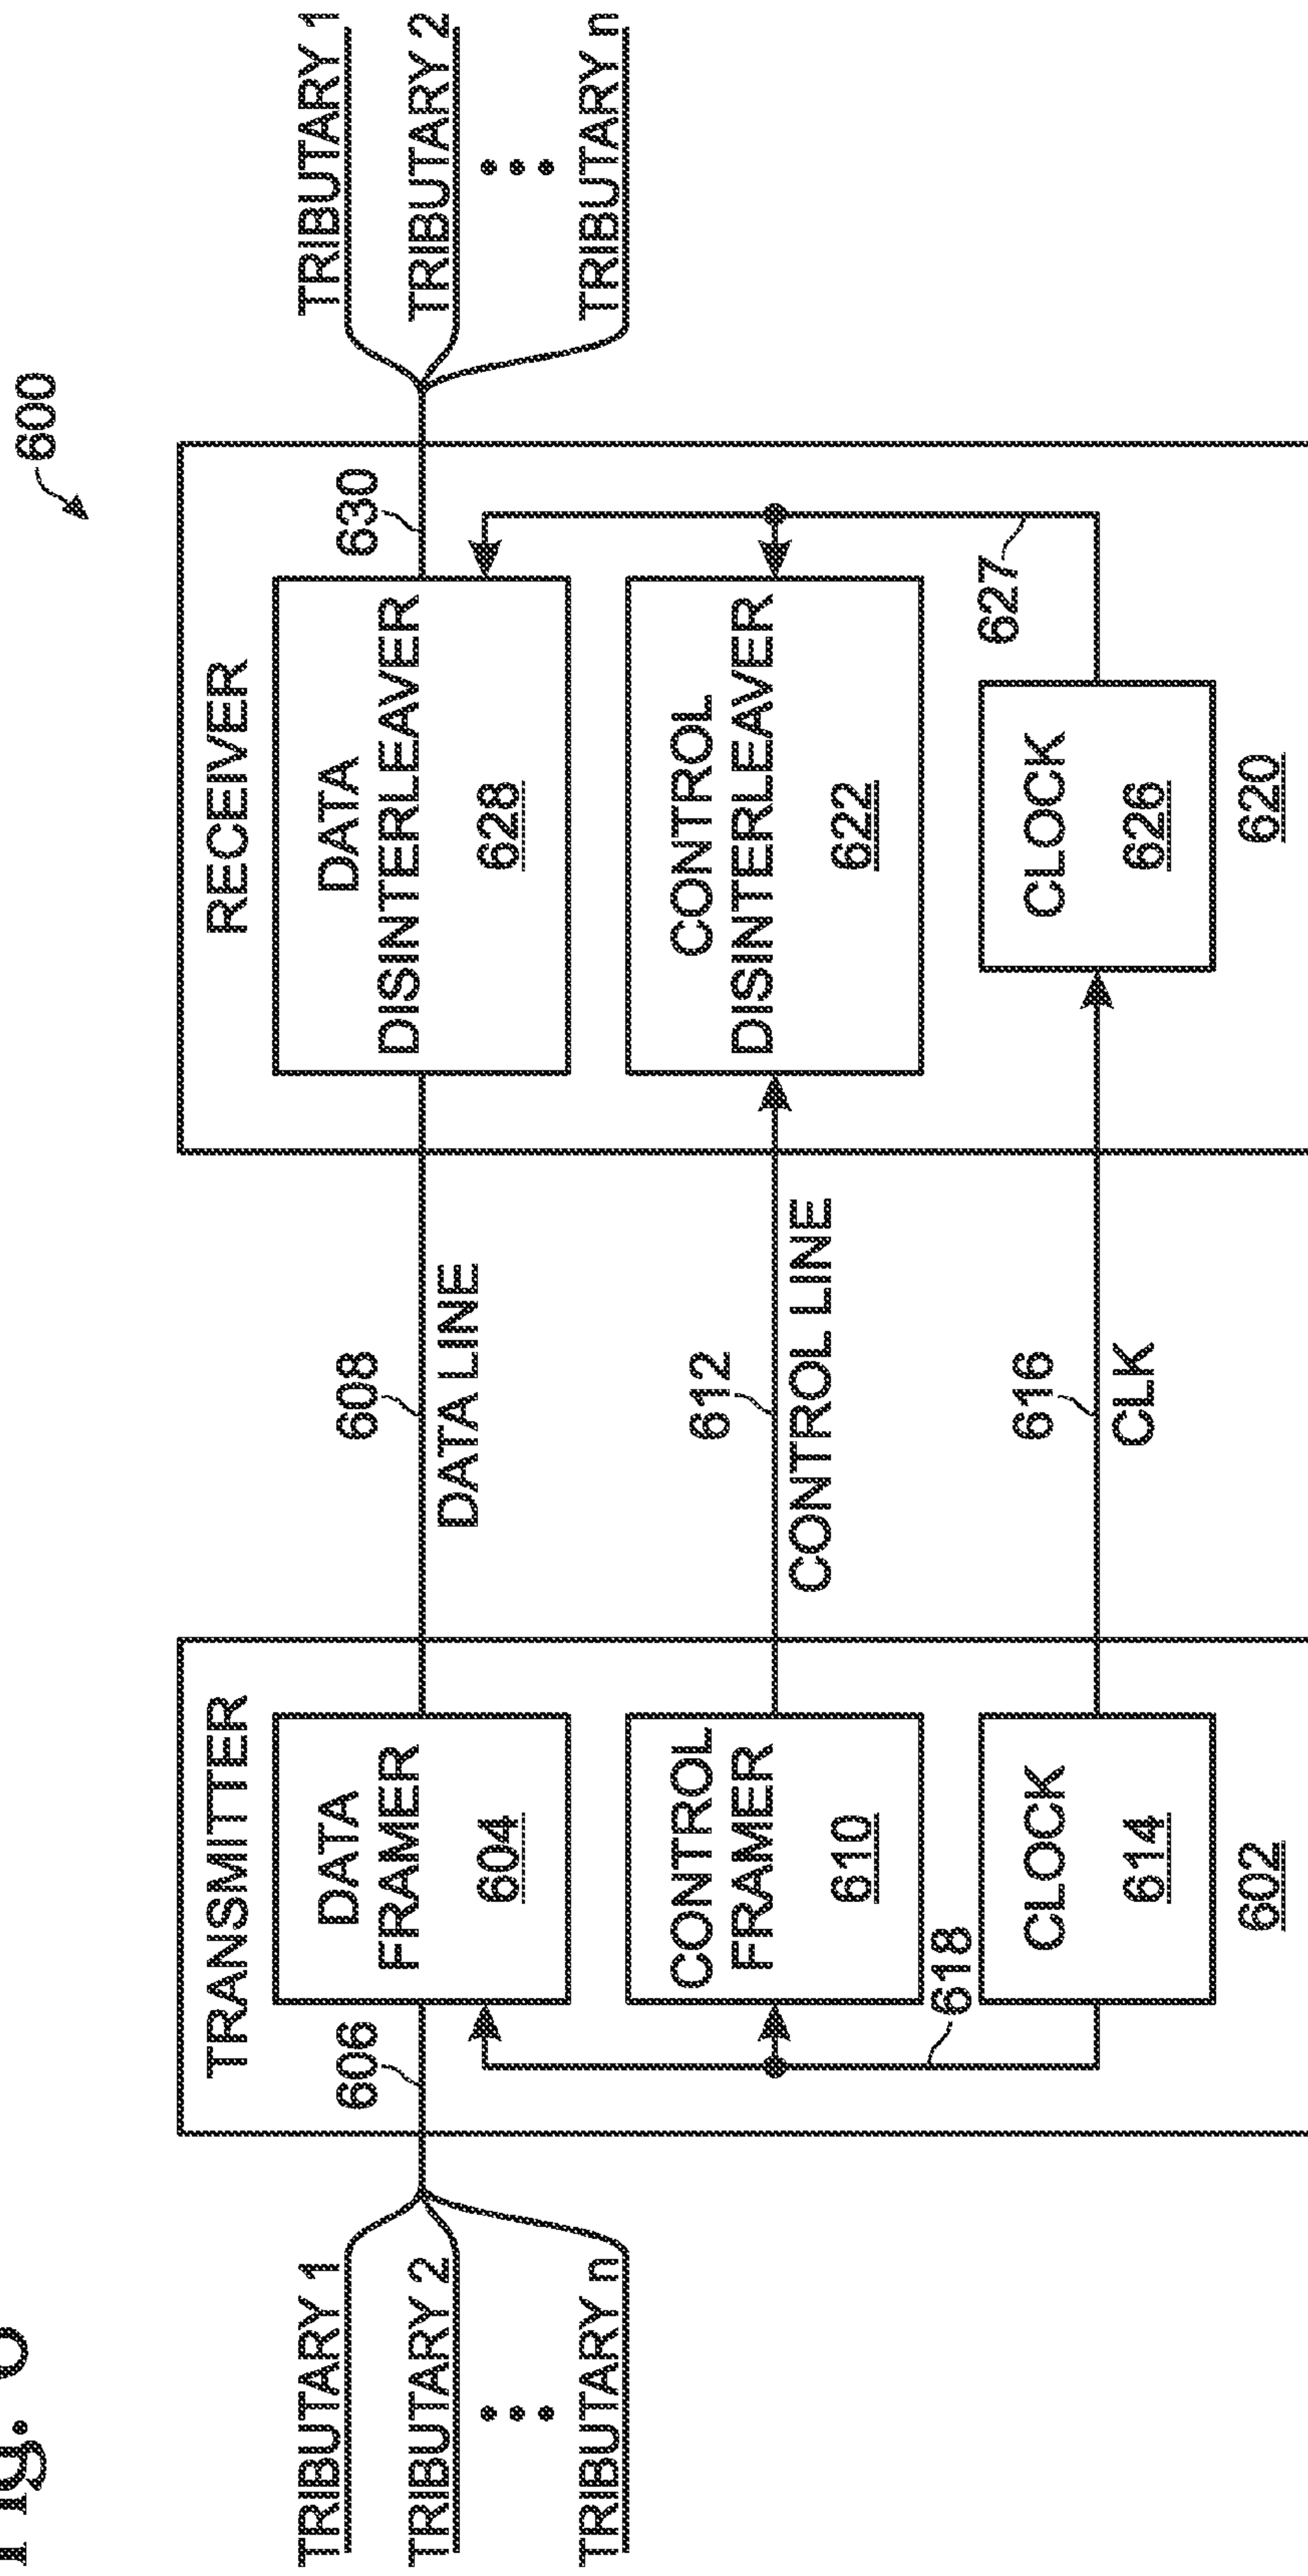 Fig. 6
600
TRANSMITTER
RECEIVER
TRIBUTARY 1
TRIBUTARY 2
TRIBUTARY n
606
DATA
FRAMER
604
608
DATA LINE
DATA
DISINTERLEAVER
628
630
TRIBUTARY 1
TRIBUTARY 2
TRIBUTARY n
CONTROL
FRAMER
610
612
CONTROL LINE
CONTROL
DISINTERLEAVER
622
618
CLOCK
614
616
CLK
CLOCK
626
627
602
620